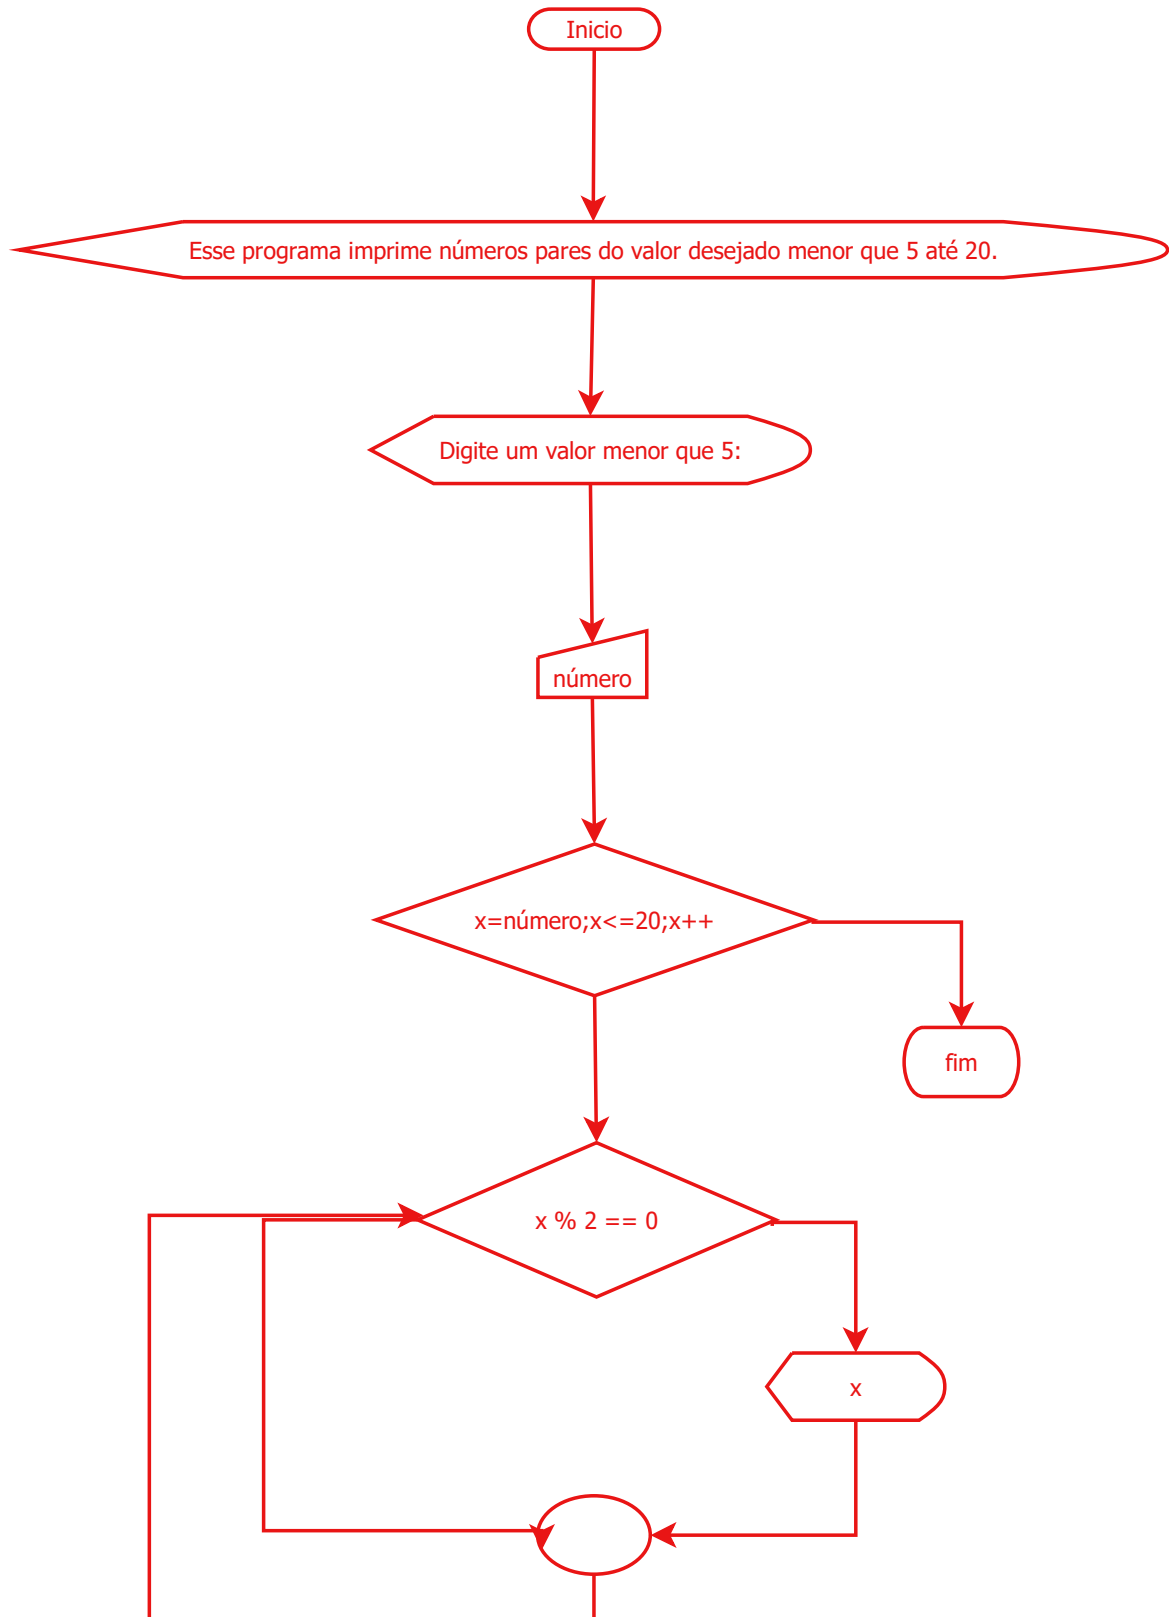 Inicio
Esse programa imprime números pares do valor desejado menor que 5 até 20.
Digite um valor menor que 5:
número
x=número;x<=20;x++
fim
x % 2 == 0
x